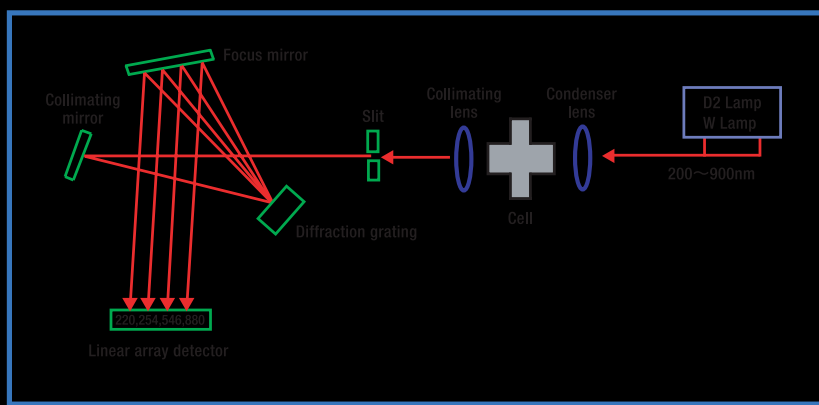 Focus mirror
Collimating
mirror
Slit
Collimating
lens
Condenser
lens
D2 Lamp
W Lamp
200～900nm
Cell
Diffraction grating
220,254,546,880
Linear array detector